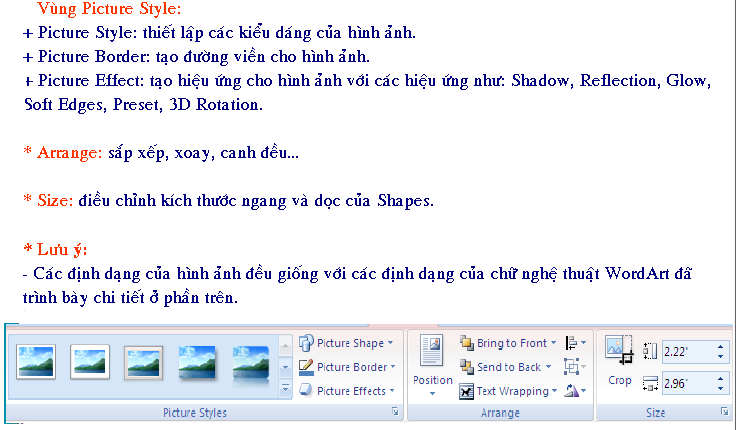 Vùng Picture Style:
+ Picture Style: thiết lập các kiểu dáng của hình ảnh.
+ Picture Border: tạo đường viền cho hình ảnh.
+ Picture Effect: tạo hiệu ứng cho hình ảnh với các hiệu ứng như: Shadow, Reflection, Glow,
Soft Edges, Preset, 3D Rotation.
* Arrange: sắp xếp, xoay, canh đều...
* Size: điều chỉnh kích thước ngang và dọc của Shapes.
* Lưu ý:
- Các định dạng của hình ảnh đều giống với các định dạng của chữ nghệ thuật WordArt đã
trình bày chi tiết ở phần trên.
Picture Shape
Picture Border
Picture Effects
Picture Styles
Position
Bring to Front
Send to Back
Text Wrapping
Arrange
Crop
2.22"
2.96"
Size